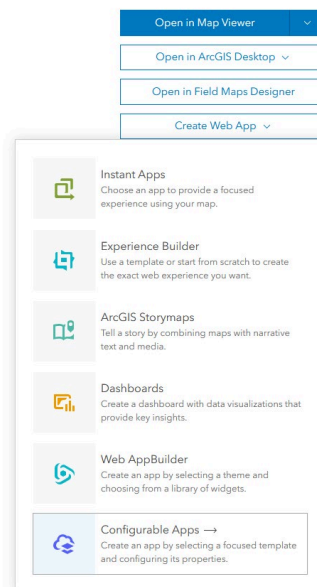 Open in Map Viewer
Open in ArcGIS Desktop
Open in Field Maps Designer
Create Web App
Instant Apps
Choose an app to provide a focused
experience using your map.
Experience Builder
Use a template or start from scratch to create
the exact web experience you want.
ArcGIS Storymaps
Tell a story by combining maps with narrative
text and media.
Dashboards
Create a dashboard with data visualizations that
provide key insights.
Web AppBuilder
Create an app by selecting a theme and
choosing from a library of widgets.
Configurable Apps →
Create an app by selecting a focused template
and configuring its properties.